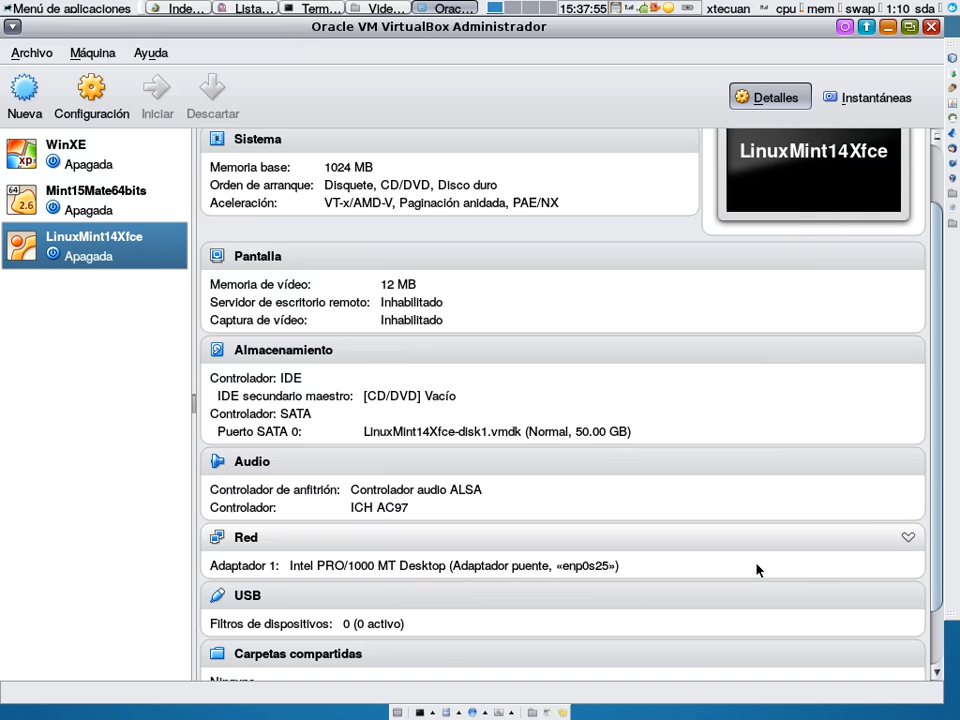 Menú de aplicaciones Inde... Lista... Term... Vide... Orac... 15:37:55 xtecuan cpu mem swap 1:10 sda
Oracle VM VirtualBox Administrador
Archivo Máquina Ayuda
Nueva Configuración Iniciar Descartar Detalles Instantáneas
WinXE
Apagada
64
2.6
Mint15Mate64bits
Apagada
LinuxMint14Xfce
Apagada
Sistema
Memoria base: 1024 MB
Orden de arranque: Disquete, CD/DVD, Disco duro
Aceleración: VT-x/AMD-V, Paginación anidada, PAE/NX
LinuxMint14Xfce
Pantalla
Memoria de vídeo: 12 MB
Servidor de escritorio remoto: Inhabilitado
Captura de vídeo: Inhabilitado
Almacenamiento
Controlador: IDE
IDE secundario maestro: [CD/DVD] Vacío
Controlador: SATA
Puerto SATA 0: LinuxMint14Xfce-disk1.vmdk (Normal, 50.00 GB)
Audio
Controlador de anfitrión: Controlador audio ALSA
Controlador: ICH AC97
Red
Adaptador 1: Intel PRO/1000 MT Desktop (Adaptador puente, «enp0s25»)
USB
Filtros de dispositivos: 0 (0 activo)
Carpetas compartidas
Ninguno